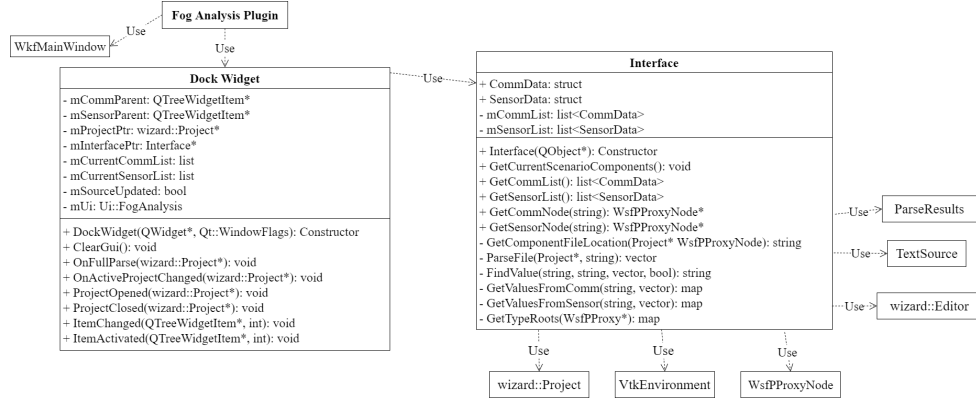 Fog Analysis Plugin
Use
WkfMainWindow
Use
Dock Widget
- mCommParent: QTreeWidgetItem*
- mSensorParent: QTreeWidgetItem*
- mProjectPtr: wizard::Project*
- mInterfacePtr: Interface*
- mCurrentCommList: list
- mCurrentSensorList: list
- mSourceUpdated: bool
- mUi: Ui::FogAnalysis
+ DockWidget(QWidget*, Qt::WindowFlags): Constructor
+ ClearGui(): void
+ OnFullParse(wizard::Project*): void
+ OnActiveProjectChanged(wizard::Project*): void
+ ProjectOpened(wizard::Project*): void
+ ProjectClosed(wizard::Project*): void
+ ItemChanged(QTreeWidgetItem*, int): void
+ ItemActivated(QTreeWidgetItem*, int): void
Use
Interface
+ CommData: struct
+ SensorData: struct
- mCommList: list<CommData>
- mSensorList: list<SensorData>
+ Interface(QObject*): Constructor
+ GetCurrentScenarioComponents(): void
+ GetCommList(): list<CommData>
+ GetSensorList(): list<SensorData>
+ GetCommNode(string): WsfPProxyNode*
+ GetSensorNode(string): WsfPProxyNode*
- GetComponentFileLocation(Project* WsfPProxyNode): string
- ParseFile(Project*, string): vector
- FindValue(string, string, vector, bool): string
- GetValuesFromComm(string, vector): map
- GetValuesFromSensor(string, vector): map
- GetTypeRoots(WsfPProxy*): map
Use
ParseResults
Use
TextSource
Use
wizard::Editor
Use
Use
Use
wizard::Project
VtkEnvironment
WsfPProxyNode